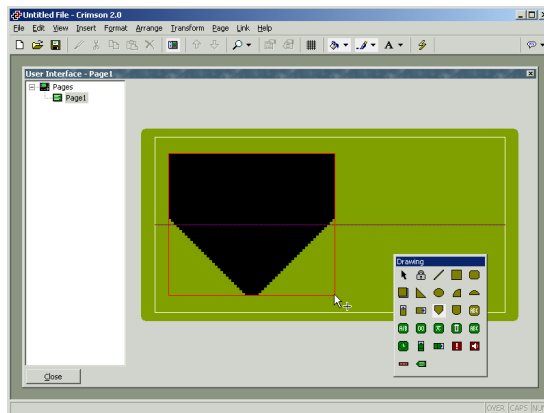 Untitled File - Crimson 2.0
File Edit View Insert Format Arrange Transform Page Link Help
User Interface - Page1
Pages
Page1
Drawing
Close
OVER CAPS NUM